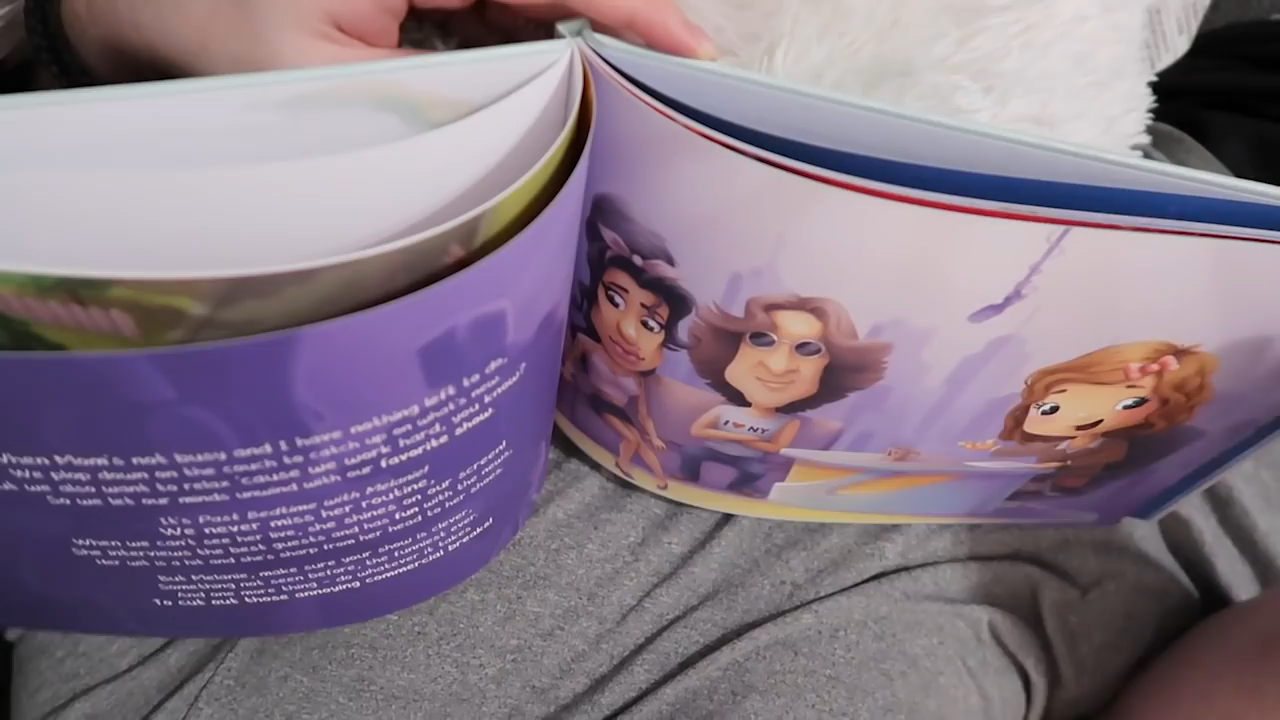 When Mom's not busy and I have nothing left to do,
We plop down on the couch to catch up on what's new.
we also want to relax 'cause we work hard, you know?
So we let our minds unwind with our favorite show.
It's Past Bedtime with Melanie!
We never miss her routine,
When we can't see her live, she shines on our screen!
She interviews the best guests and has fun with the news.
Her wit is a hit and she's sharp from her head to her shoes.
But Melanie, make sure your show is clever,
Something not seen before, the funniest ever.
And one more thing – do whatever it takes
To cut out those annoying commercial breaks!
I ♥ NY